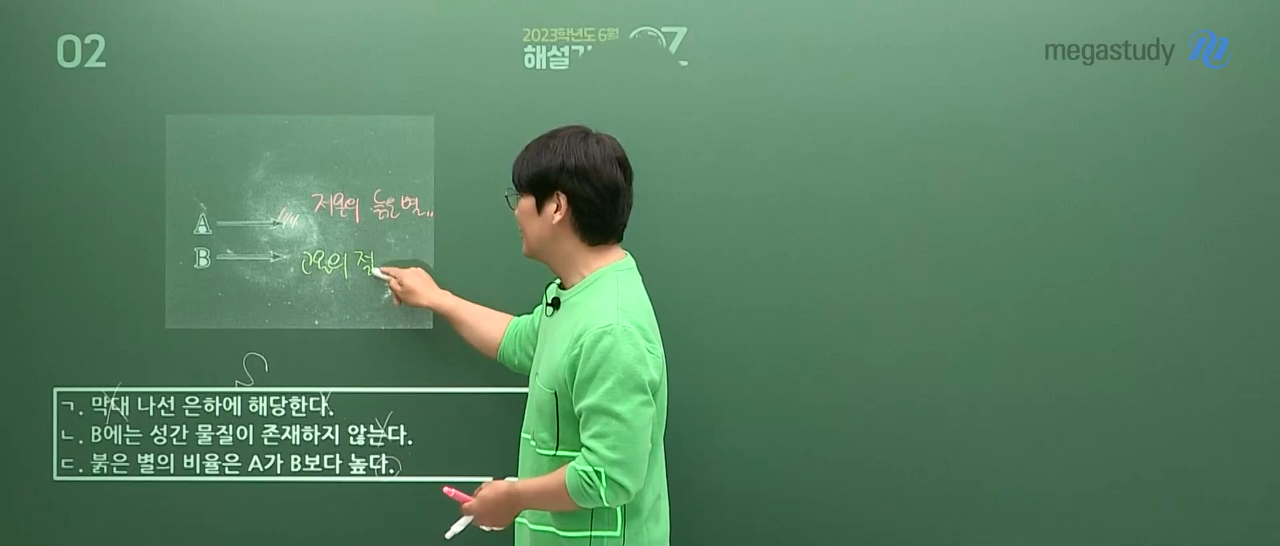 02
2023학년도 6월
해설
megastudy
A
저온의 늙은 별
B
고온의 젊
S
ㄱ. 막대 나선 은하에 해당한다.
ㄴ. B에는 성간 물질이 존재하지 않는다.
ㄷ. 붉은 별의 비율은 A가 B보다 높다.